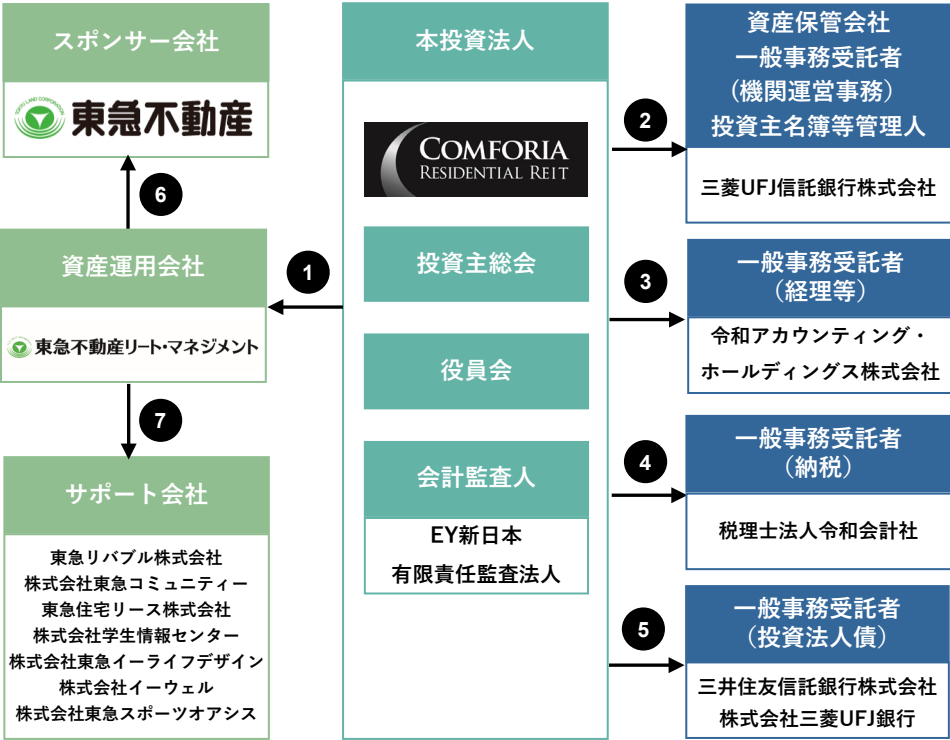 スポンサー会社
TOKYU LAND CORPORATION
東急不動産
6
資産運用会社
東急不動産リート・マネジメント
7
サポート会社
東急リバブル株式会社
株式会社東急コミュニティー
東急住宅リース株式会社
株式会社学生情報センター
株式会社東急イーライフデザイン
株式会社イーウェル
株式会社東急スポーツオアシス
1
本投資法人
COMFORIA
RESIDENTIAL REIT
投資主総会
役員会
会計監査人
EY新日本
有限責任監査法人
2
資産保管会社
一般事務受託者
(機関運営事務)
投資主名簿等管理人
三菱UFJ信託銀行株式会社
3
一般事務受託者
(経理等)
令和アカウンティング・
ホールディングス株式会社
4
一般事務受託者
(納税)
税理士法人令和会計社
5
一般事務受託者
(投資法人債)
三井住友信託銀行株式会社
株式会社三菱UFJ銀行